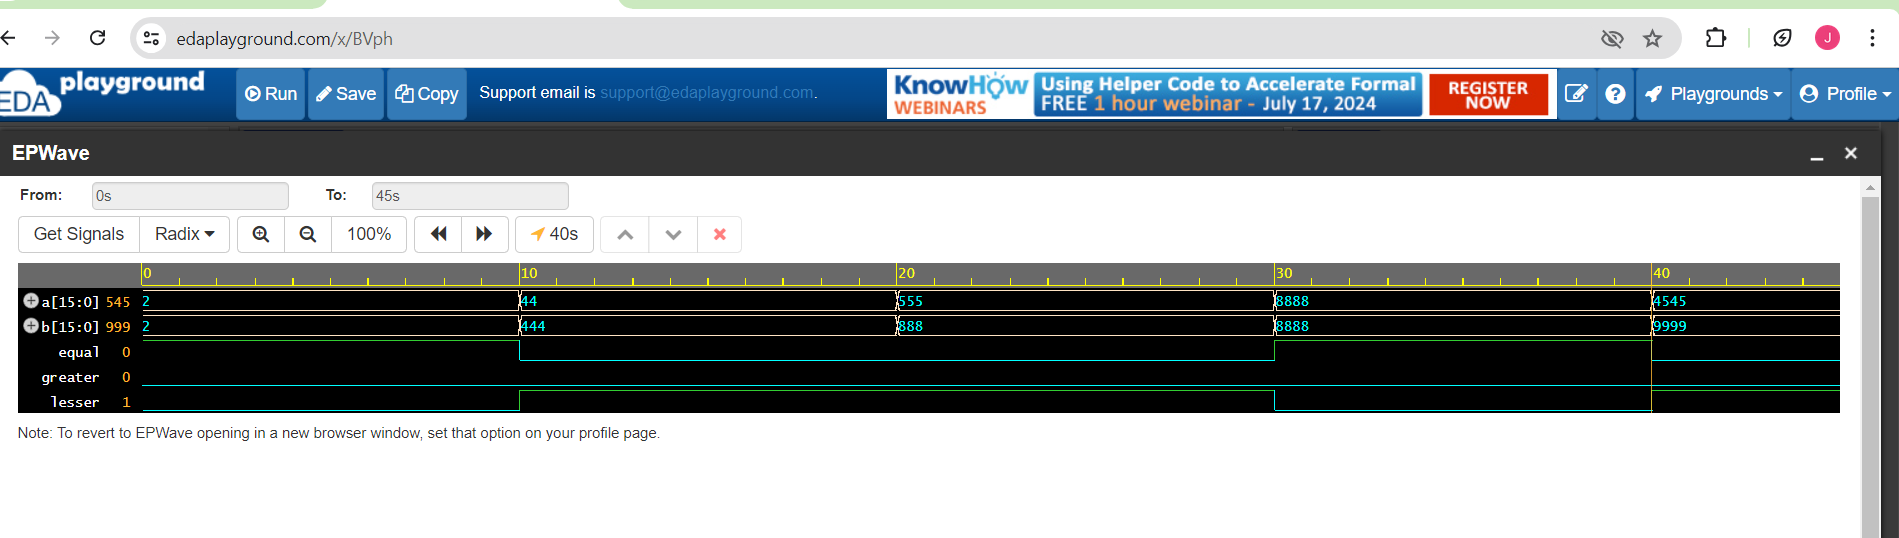 edaplayground.com/x/BVph
J
EDA playground
Run Save Copy Support email is support@edaplayground.com.
KnowHow WEBINARS
Using Helper Code to Accelerate Formal
FREE 1 hour webinar - July 17, 2024
REGISTER NOW
Playgrounds Profile
EPWave
From: 0s To: 45s
Get Signals Radix 100% 40s
0 10 20 30 40
a[15:0] 545 2 44 555 8888 4545
b[15:0] 999 2 444 888 8888 9999
equal 0
greater 0
lesser 1
Note: To revert to EPWave opening in a new browser window, set that option on your profile page.